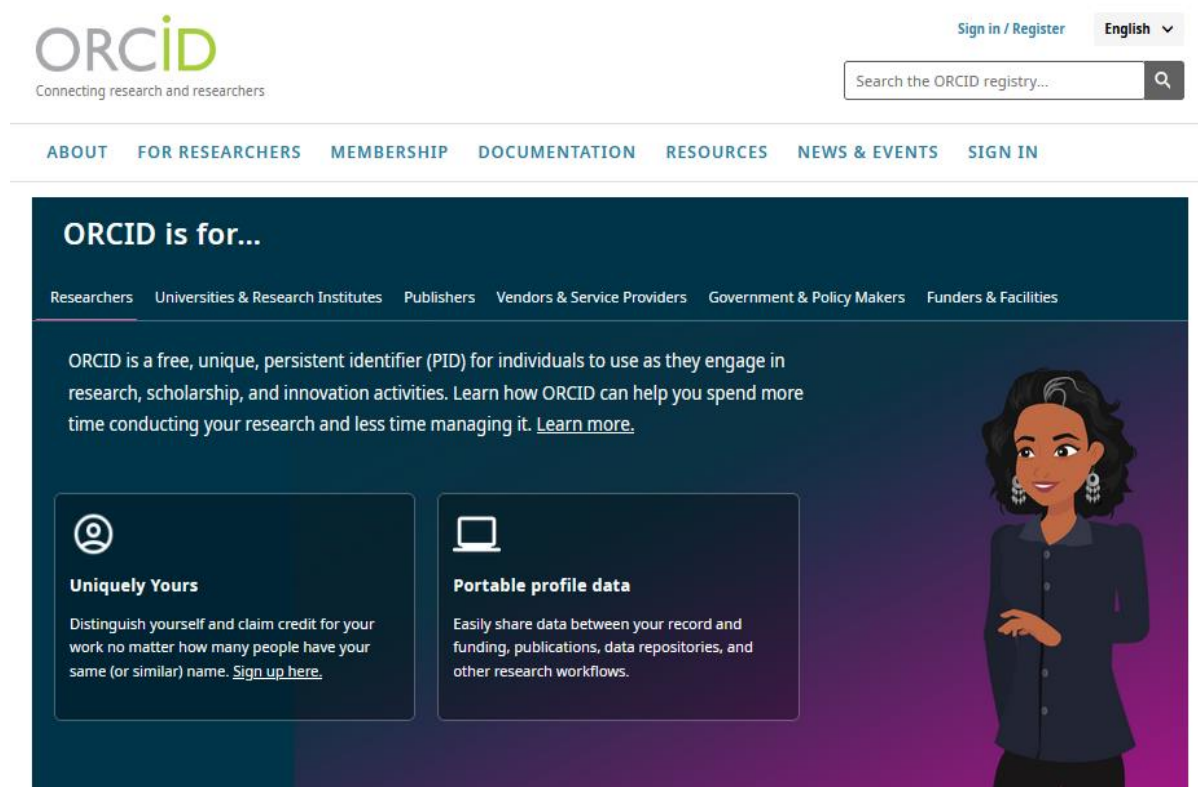 ORCiD
Connecting research and researchers
Sign in / Register
English
Search the ORCID registry...
ABOUT FOR RESEARCHERS MEMBERSHIP DOCUMENTATION RESOURCES NEWS & EVENTS SIGN IN
ORCID is for...
Researchers Universities & Research Institutes Publishers Vendors & Service Providers Government & Policy Makers Funders & Facilities
ORCID is a free, unique, persistent identifier (PID) for individuals to use as they engage in
research, scholarship, and innovation activities. Learn how ORCID can help you spend more
time conducting your research and less time managing it. Learn more.
Uniquely Yours
Distinguish yourself and claim credit for your
work no matter how many people have your
same (or similar) name. Sign up here.
Portable profile data
Easily share data between your record and
funding, publications, data repositories, and
other research workflows.